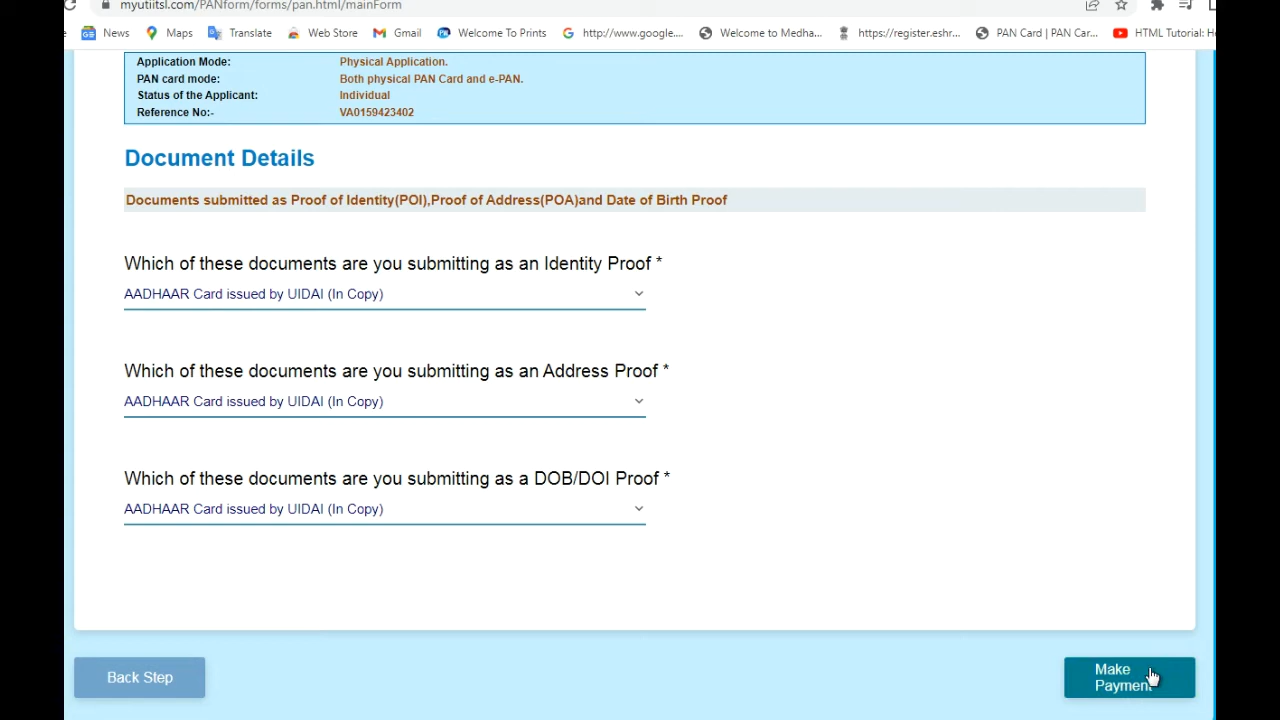 myutiitsl.com/PANform/forms/pan.html/mainForm
News Maps Translate Web Store Gmail Welcome To Prints http://www.google.... Welcome to Medha... https://register.eshr... PAN Card | PAN Car... HTML Tutorial: H
Application Mode: Physical Application.
PAN card mode: Both physical PAN Card and e-PAN.
Status of the Applicant: Individual
Reference No:- VA0159423402
Document Details
Documents submitted as Proof of Identity(POI),Proof of Address(POA)and Date of Birth Proof
Which of these documents are you submitting as an Identity Proof *
AADHAAR Card issued by UIDAI (In Copy)
Which of these documents are you submitting as an Address Proof *
AADHAAR Card issued by UIDAI (In Copy)
Which of these documents are you submitting as a DOB/DOI Proof *
AADHAAR Card issued by UIDAI (In Copy)
Back Step
Make
Payment